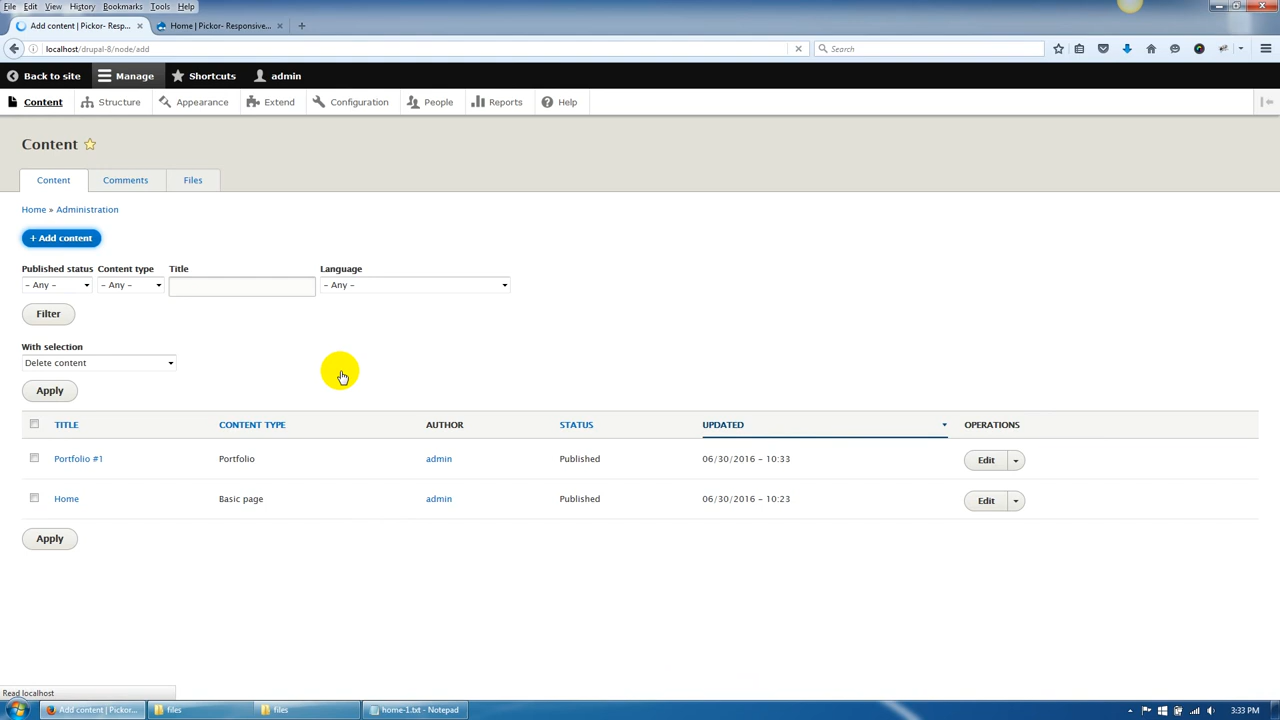 File Edit View History Bookmarks Tools Help
Add content | Pickor- Resp... × Home | Pickor- Responsive... × +
localhost/drupal-8/node/add × Search
Back to site Manage Shortcuts admin
Content Structure Appearance Extend Configuration People Reports Help
Content
Content Comments Files
Home » Administration
+ Add content
Published status Content type Title Language
- Any - - Any - - Any -
Filter
With selection
Delete content
Apply
TITLE CONTENT TYPE AUTHOR STATUS UPDATED OPERATIONS
Portfolio #1 Portfolio admin Published 06/30/2016 - 10:33 Edit
Home Basic page admin Published 06/30/2016 - 10:23 Edit
Apply
Read localhost
Add content | Pickor... files files home-1.txt - Notepad 3:33 PM